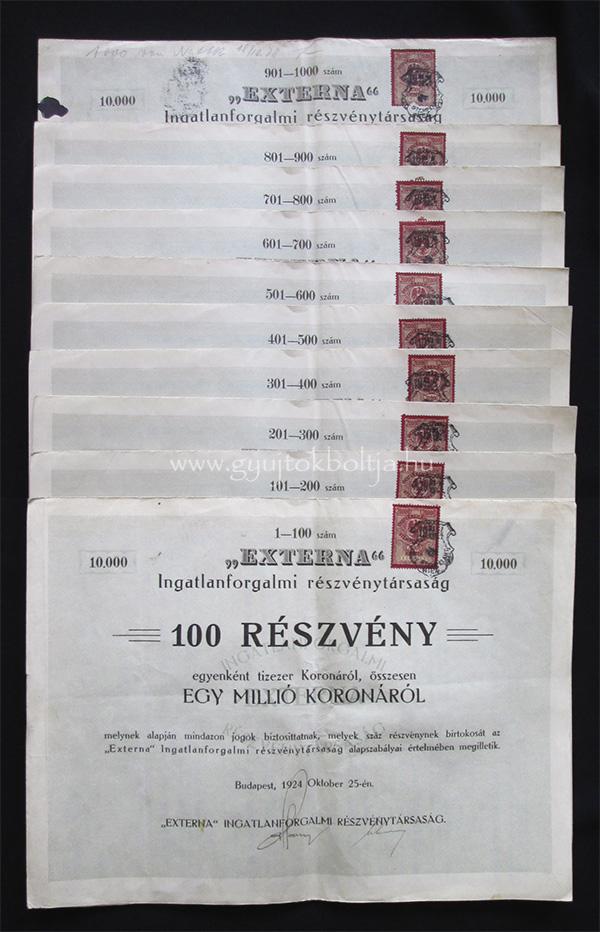 901—1000 szám
10.000
10.000
„EXTERNA“
Ingatlanforgalmi részvénytársaság
801—900 szám
701—800 szám
601—700 szám
501—600 szám
401—500 szám
301—400 szám
201—300 szám
www.gyujtokboltja.hu
101—200 szám
1—100 szám
10.000
10.000
„EXTERNA“
Ingatlanforgalmi részvénytársaság
100 RÉSZVÉNY
INGATLANFORGALMI
egyenként tizezer Koronáról, összesen
EGY MILLIÓ KORONÁRÓL
melynek alapján mindazon jogok biztosittatnak, melyek száz részvénynek birtokosát az
„Externa“ Ingatlanforgalmi részvénytársaság alapszabályai értelmében megilletik.
Budapest, 1924 Oktober 25-én.
„EXTERNA“ INGATLANFORGALMI RÉSZVÉNYTÁRSASÁG.